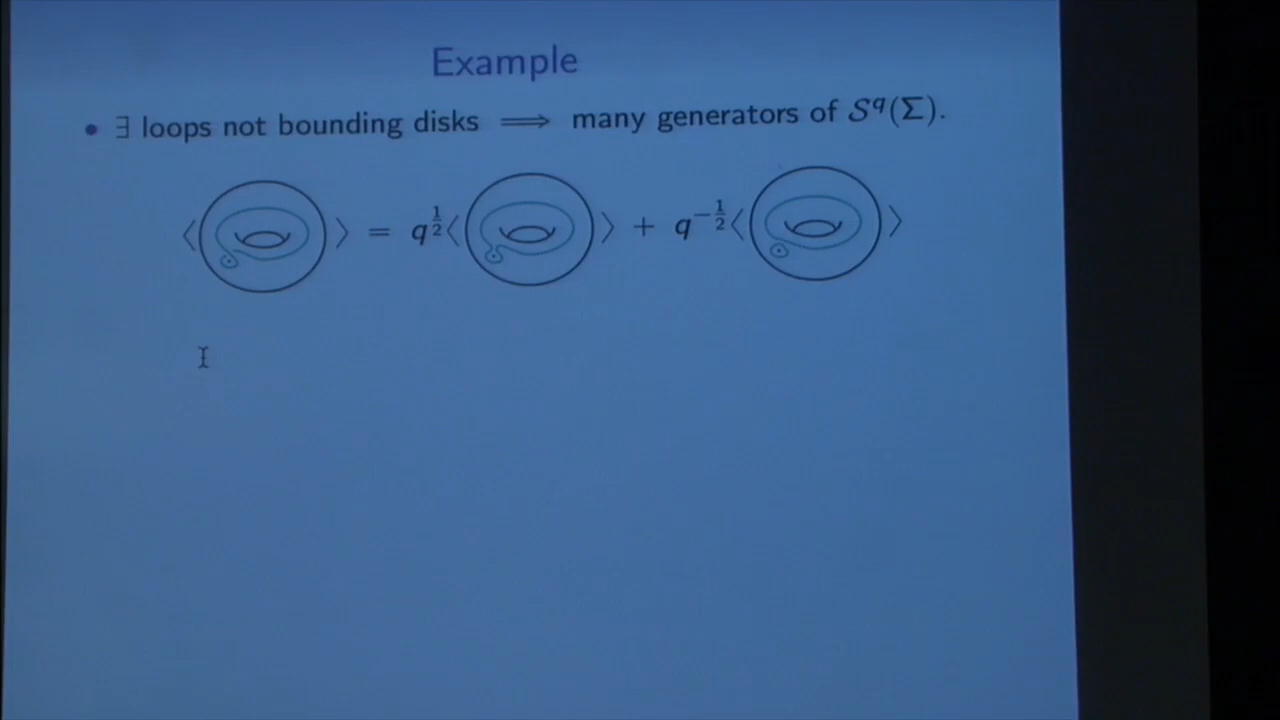 Example
• ∃ loops not bounding disks ⟹ many generators of 𝒮^q(Σ).
⟨ ⟩ = q^{1/2}⟨ ⟩ + q^{-1/2}⟨ ⟩